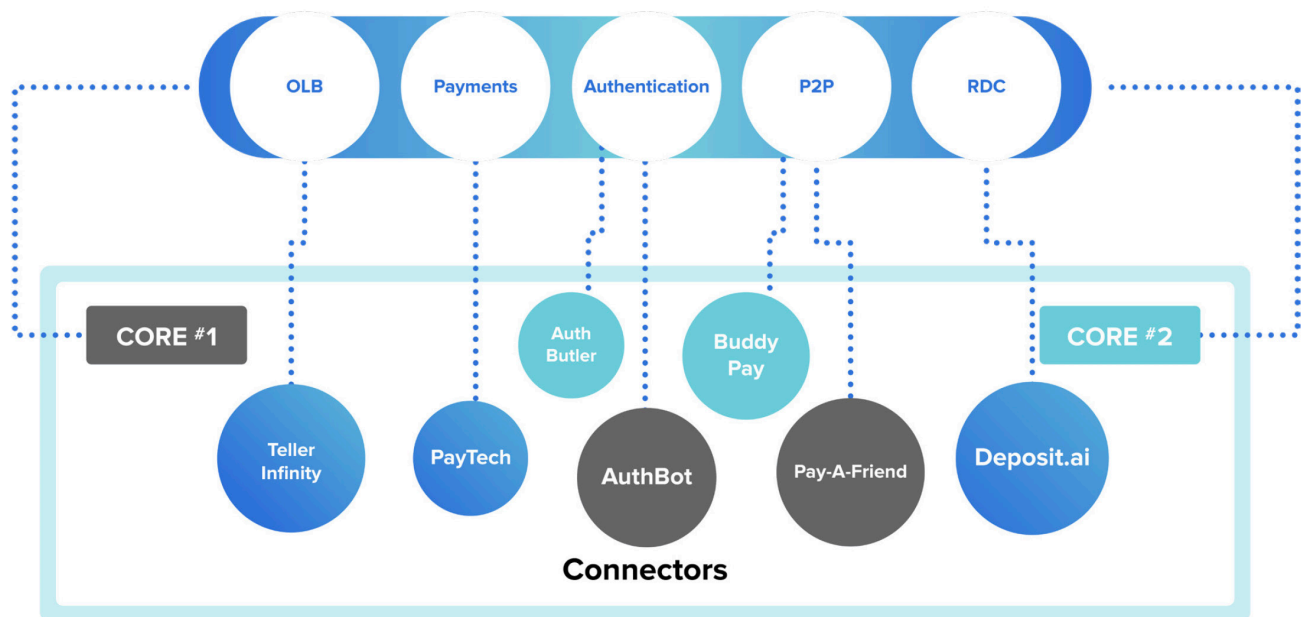 OLB
Payments
Authentication
P2P
RDC
CORE #1
Auth
Butler
Buddy
Pay
CORE #2
Teller
Infinity
PayTech
AuthBot
Pay-A-Friend
Deposit.ai
Connectors